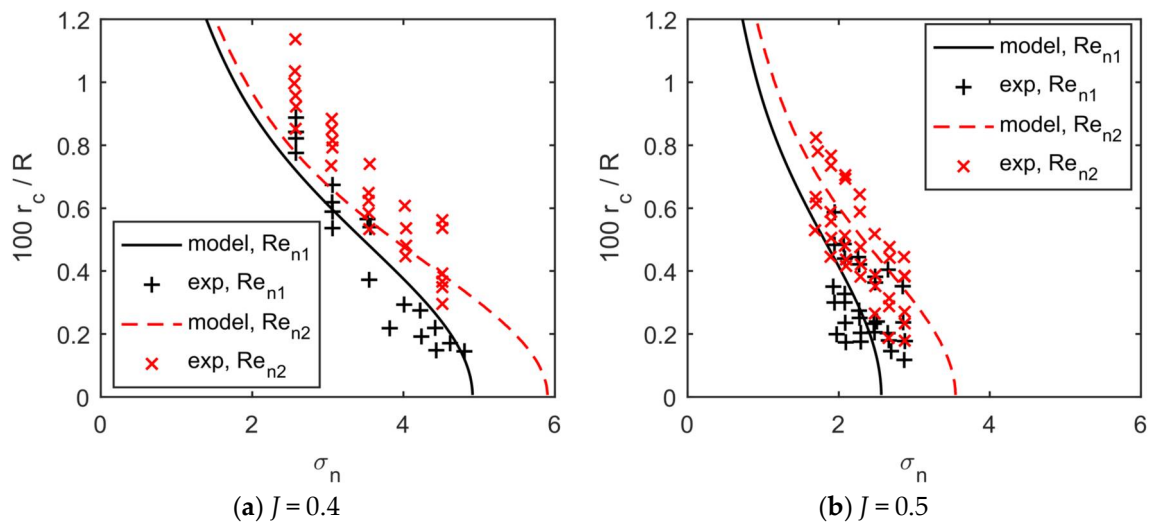 1.2
1
0.8
0.6
0.4
0.2
0
100 r_c / R
model, Re_n1
exp, Re_n1
model, Re_n2
exp, Re_n2
0 2 4 6
σ_n
(a) J = 0.4
1.2
1
0.8
0.6
0.4
0.2
0
100 r_c / R
model, Re_n1
exp, Re_n1
model, Re_n2
exp, Re_n2
0 2 4 6
σ_n
(b) J = 0.5